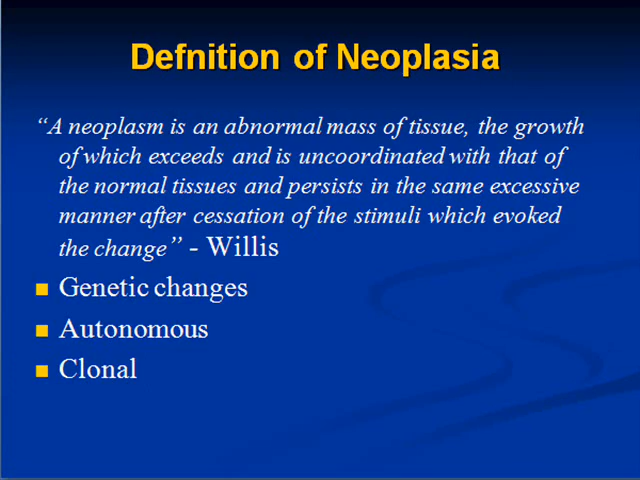 Defnition of Neoplasia
“A neoplasm is an abnormal mass of tissue, the growth
of which exceeds and is uncoordinated with that of
the normal tissues and persists in the same excessive
manner after cessation of the stimuli which evoked
the change” - Willis
Genetic changes
Autonomous
Clonal